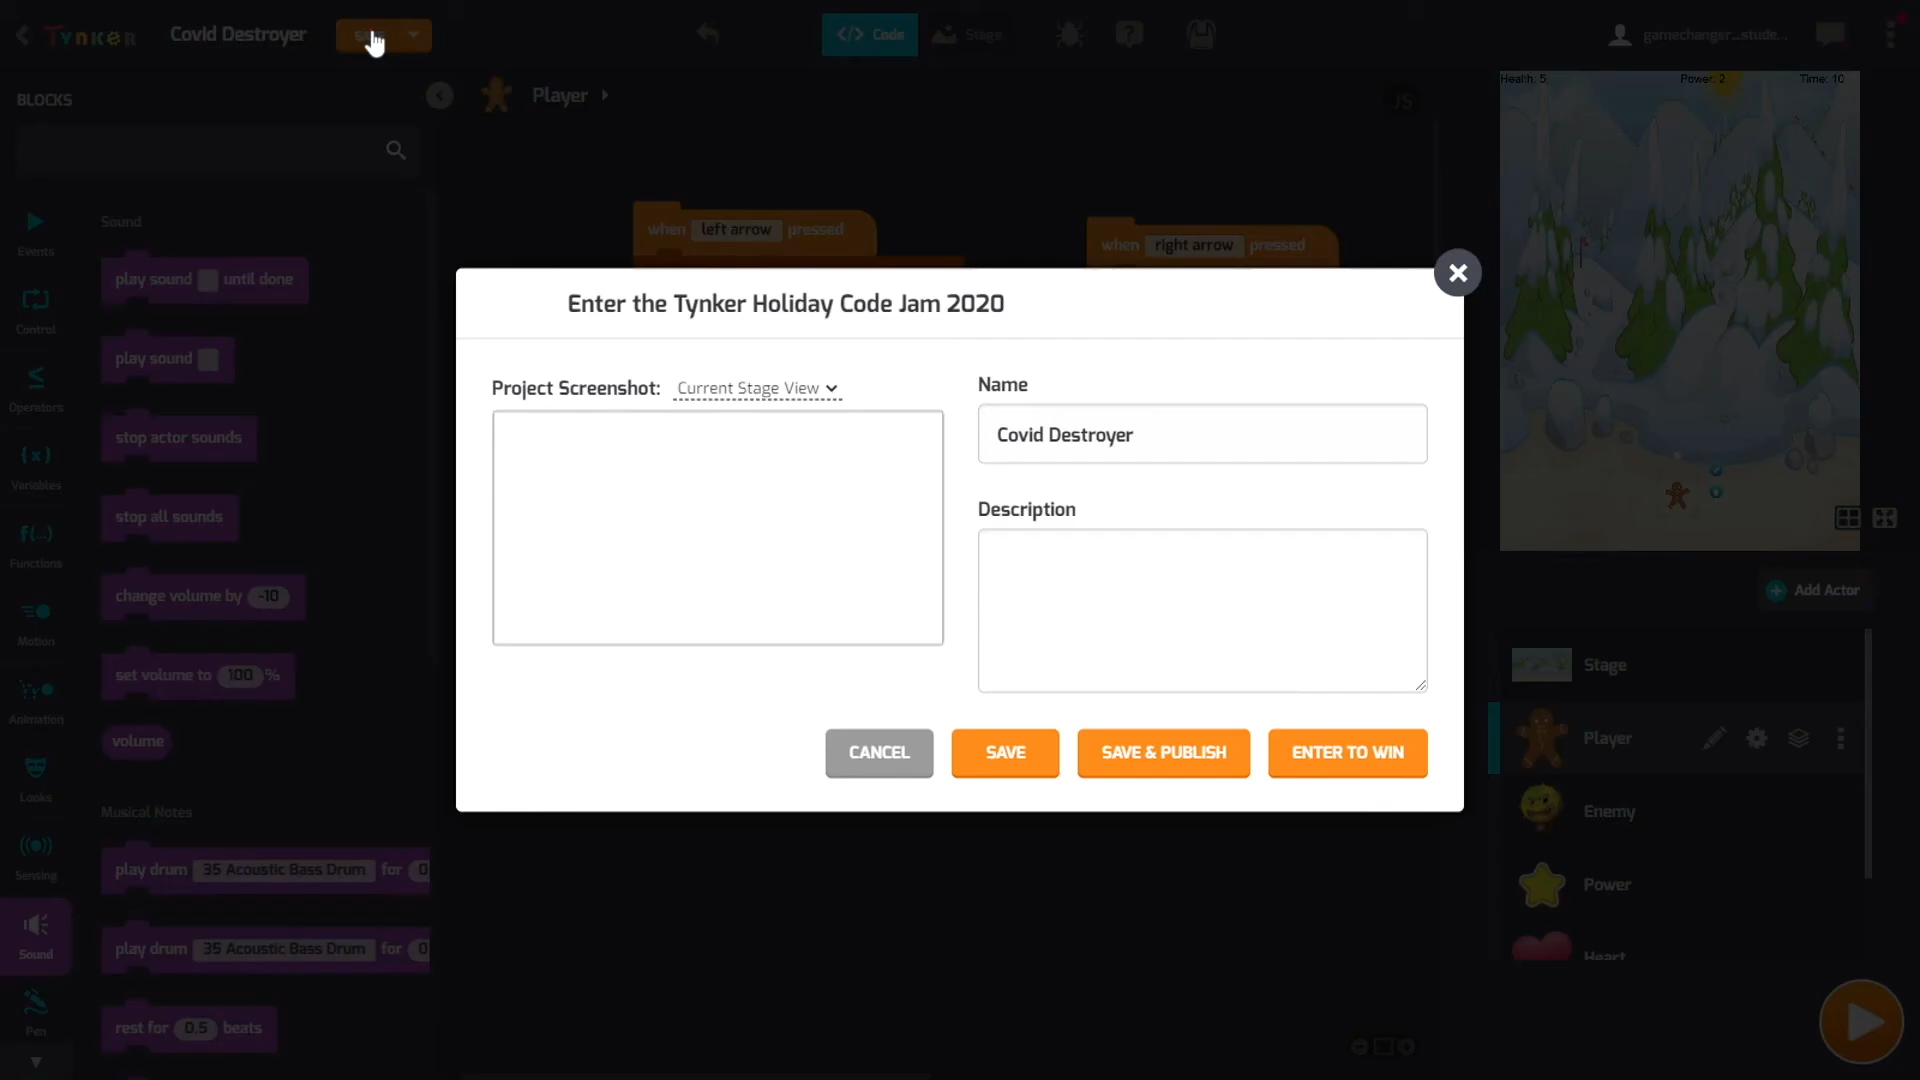 Tynker
Covid Destroyer
Code
Stage
gamechanger...stude...
BLOCKS
Player
JS
Health: 5
Power: 2
Time: 10
Events
Control
Operators
Variables
Functions
Motion
Animation
Looks
Sensing
Sound
Pen
Sound
play sound until done
play sound
stop actor sounds
stop all sounds
change volume by -10
set volume to 100 %
volume
Musical Notes
play drum 35 Acoustic Bass Drum for 0
play drum 35 Acoustic Bass Drum for 0
rest for 0.5 beats
when left arrow pressed
when right arrow pressed
Enter the Tynker Holiday Code Jam 2020
Project Screenshot: Current Stage View
Name
Covid Destroyer
Description
CANCEL
SAVE
SAVE & PUBLISH
ENTER TO WIN
Add Actor
Stage
Player
Enemy
Power
Heart